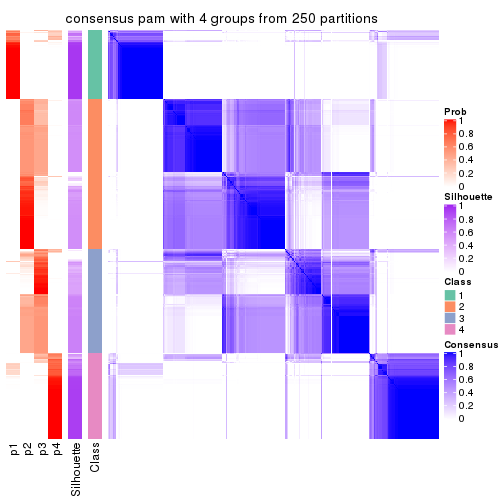 consensus pam with 4 groups from 250 partitions
Prob
1
0.8
0.6
0.4
0.2
0
Silhouette
1
0.8
0.6
0.4
0.2
0
Class
1
2
3
4
Consensus
1
0.8
0.6
0.4
0.2
0
p1
p2
p3
p4
Silhouette
Class